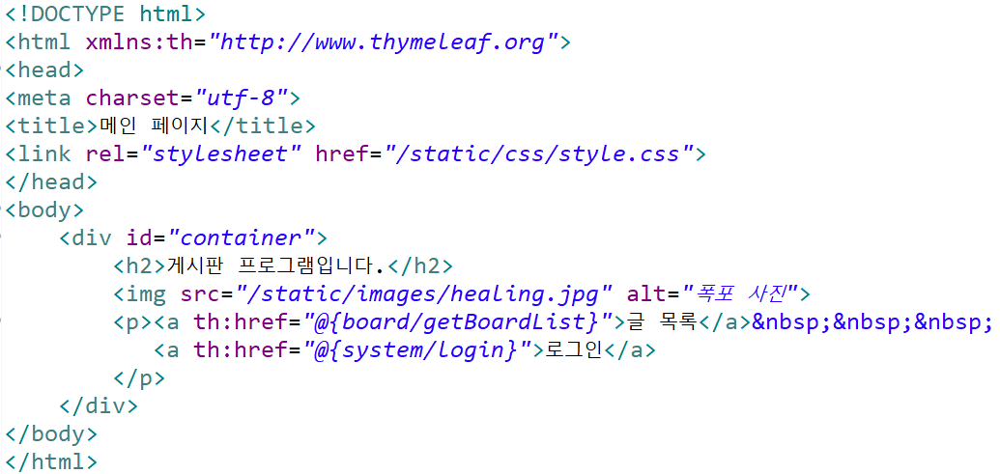 <!DOCTYPE html>
<html xmlns:th="http://www.thymeleaf.org">
<head>
<meta charset="utf-8">
<title>메인 페이지</title>
<link rel="stylesheet" href="/static/css/style.css">
</head>
<body>
    <div id="container">
        <h2>게시판 프로그램입니다.</h2>
        <img src="/static/images/healing.jpg" alt="폭포 사진">
        <p><a th:href="@{board/getBoardList}">글 목록</a>&nbsp;&nbsp;&nbsp;
           <a th:href="@{system/login}">로그인</a>
        </p>
    </div>
</body>
</html>